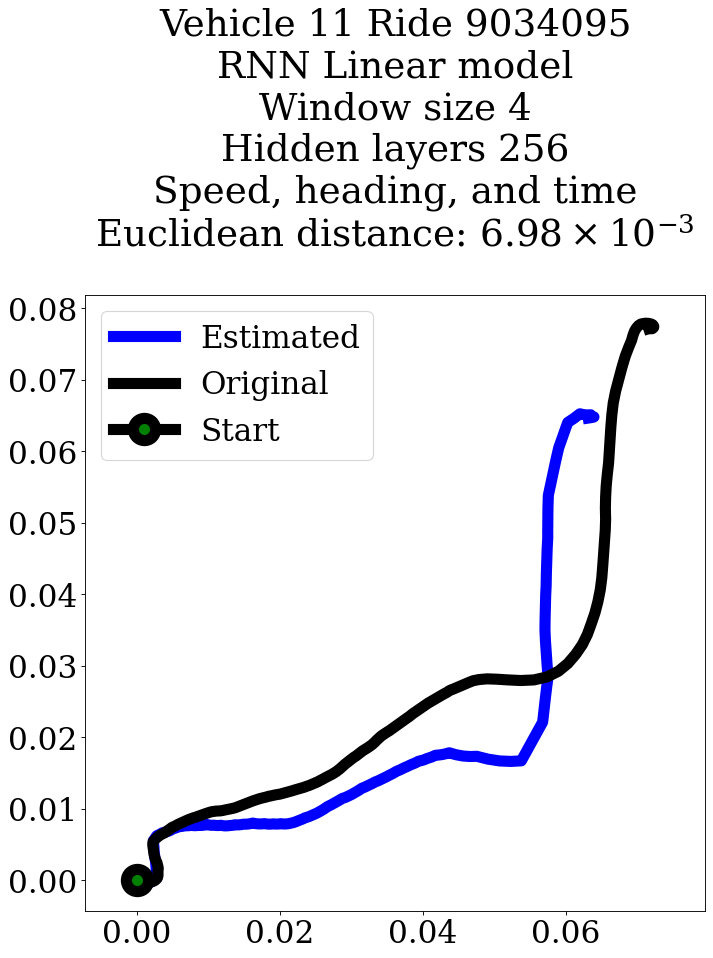 Vehicle 11 Ride 9034095
RNN Linear model
Window size 4
Hidden layers 256
Speed, heading, and time
Euclidean distance: 6.98 × 10⁻³
0.08
0.07
0.06
0.05
0.04
0.03
0.02
0.01
0.00
Estimated
Original
Start
0.00 0.02 0.04 0.06